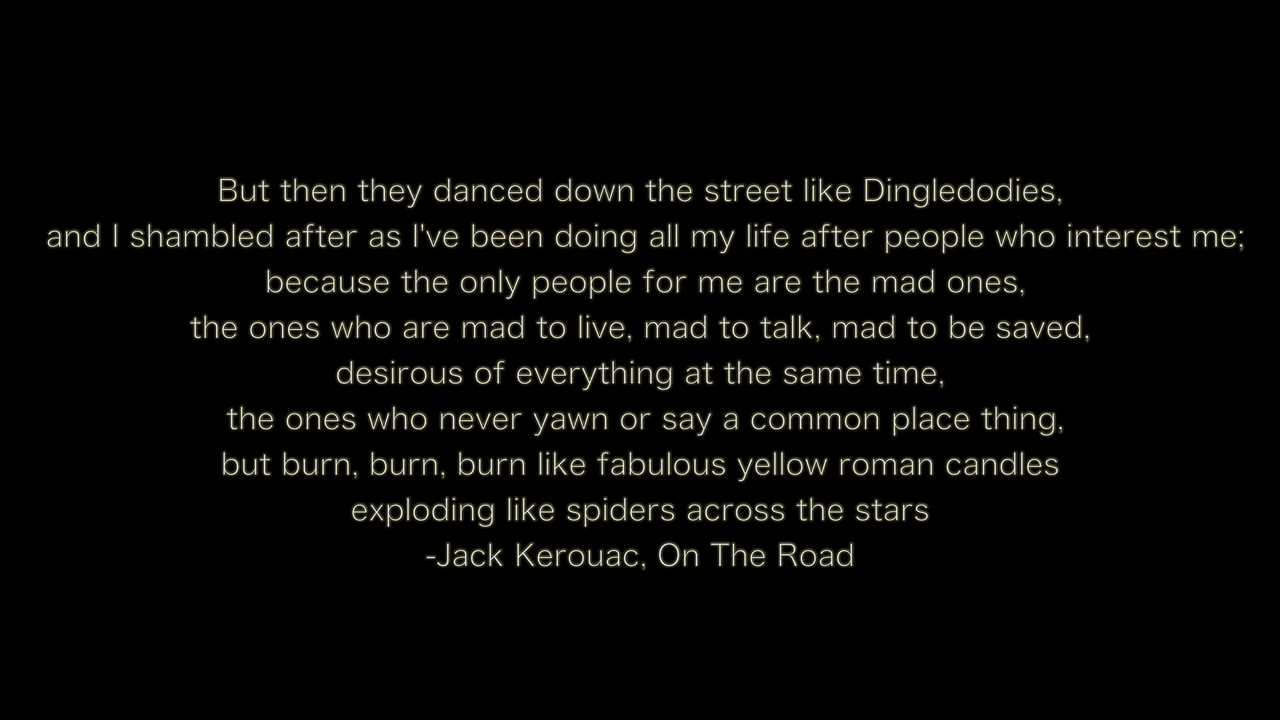 But then they danced down the street like Dingledodies,
and I shambled after as I've been doing all my life after people who interest me;
because the only people for me are the mad ones,
the ones who are mad to live, mad to talk, mad to be saved,
desirous of everything at the same time,
the ones who never yawn or say a common place thing,
but burn, burn, burn like fabulous yellow roman candles
exploding like spiders across the stars
-Jack Kerouac, On The Road